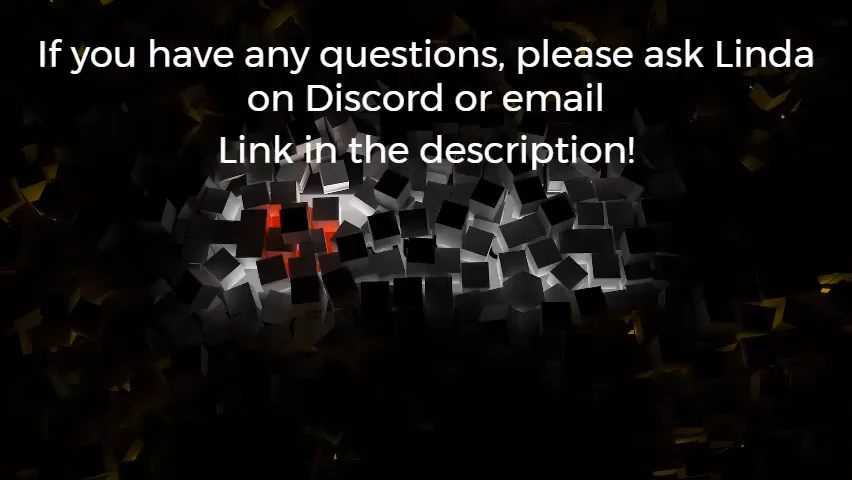 If you have any questions, please ask Linda
on Discord or email
Link in the description!